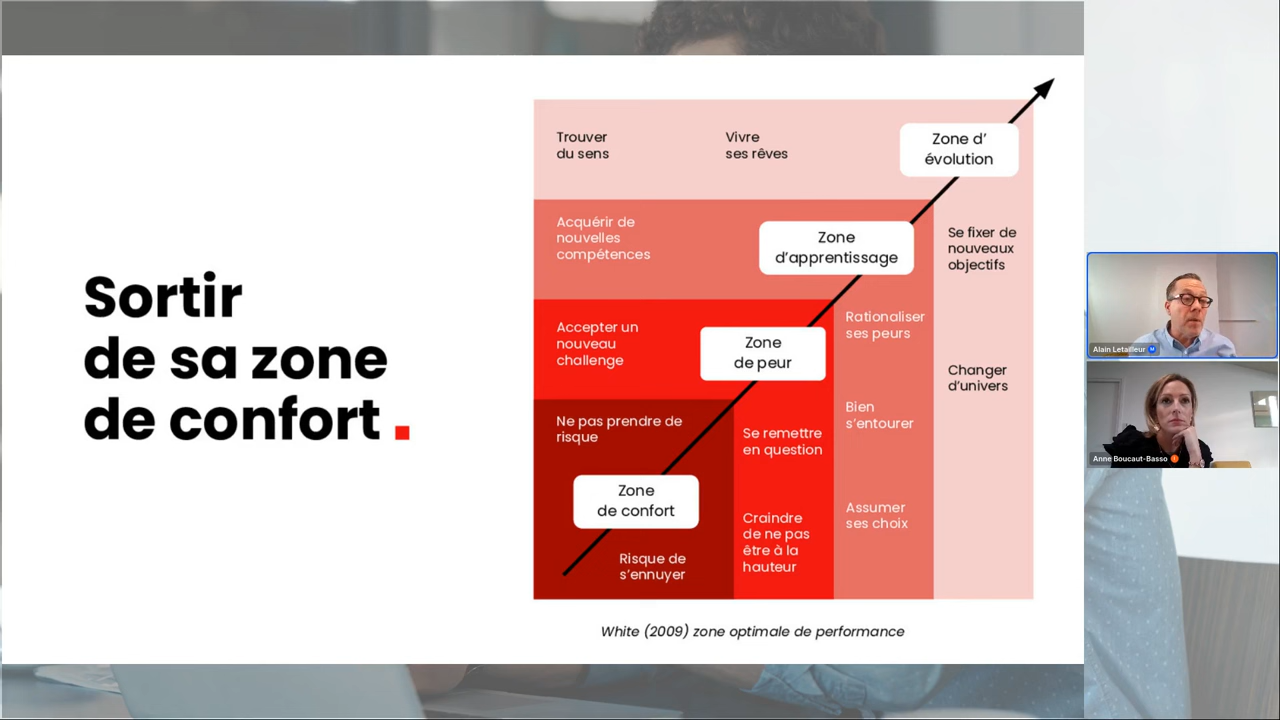 Sortir
de sa zone
de confort.
Trouver
du sens
Vivre
ses rêves
Zone d’
évolution
Acquérir de
nouvelles
compétences
Zone
d’apprentissage
Se fixer de
nouveaux
objectifs
Accepter un
nouveau
challenge
Zone
de peur
Rationaliser
ses peurs
Changer
d’univers
Ne pas prendre de
risque
Se remettre
en question
Bien
s’entourer
Zone
de confort
Craindre
de ne pas
être à la
hauteur
Assumer
ses choix
Risque de
s’ennuyer
White (2009) zone optimale de performance
Alain Letailleur
Anne Boucaut-Basso